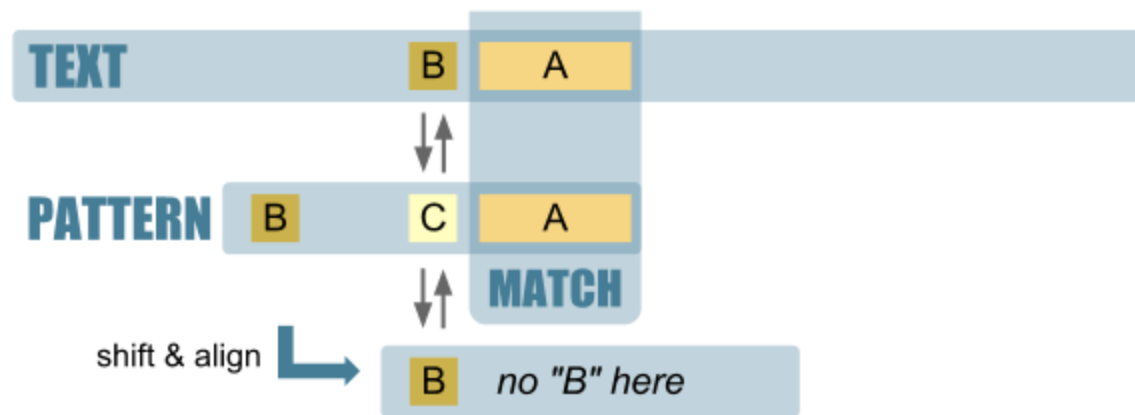 TEXT B A
PATTERN B C A
MATCH
shift & align
B no "B" here